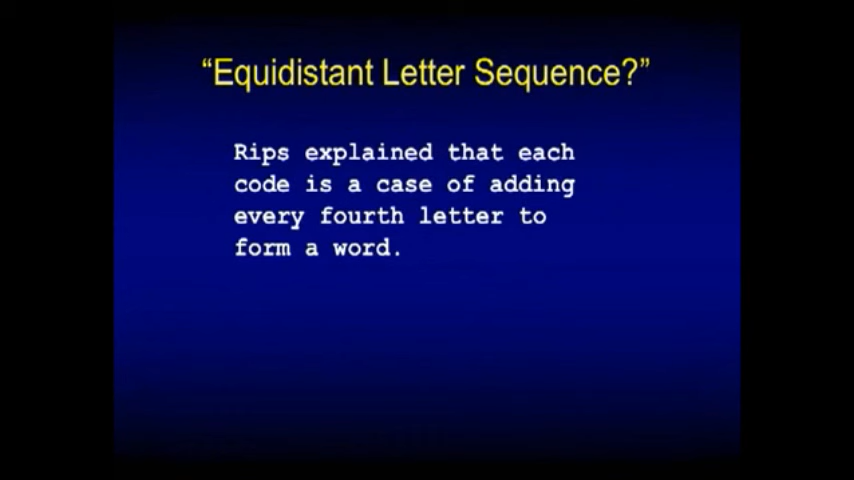 “Equidistant Letter Sequence?”
Rips explained that each
code is a case of adding
every fourth letter to
form a word.